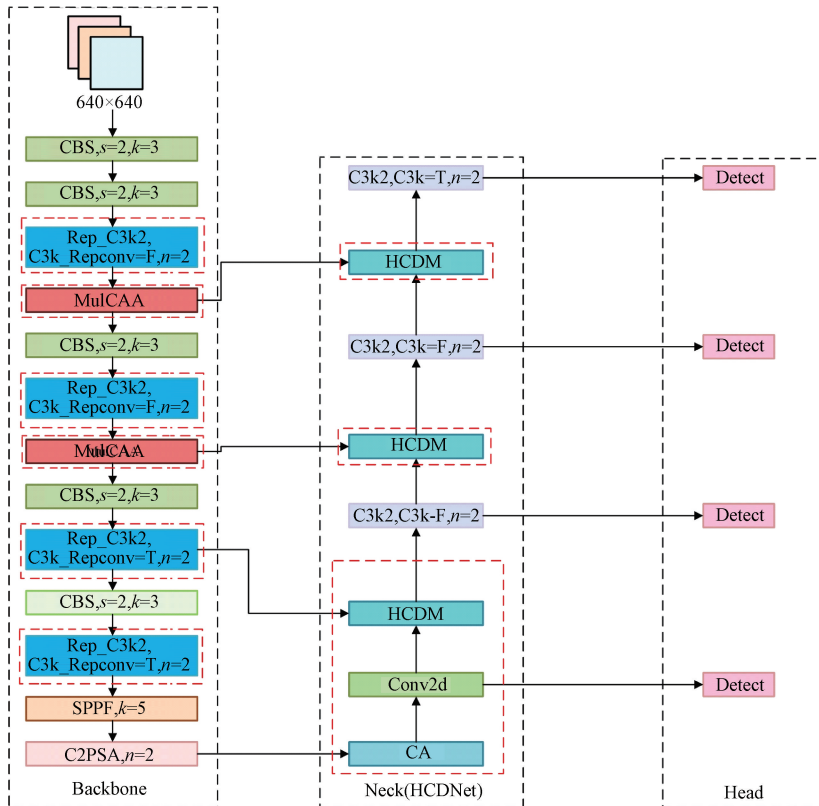 640×640
CBS,s=2,k=3
CBS,s=2,k=3
Rep_C3k2,
C3k_Repconv=F,n=2
MulCAA
CBS,s=2,k=3
Rep_C3k2,
C3k_Repconv=F,n=2
MulCAA
CBS,s=2,k=3
Rep_C3k2,
C3k_Repconv=T,n=2
CBS,s=2,k=3
Rep_C3k2,
C3k_Repconv=T,n=2
SPPF,k=5
C2PSA,n=2
Backbone
C3k2,C3k=T,n=2
HCDM
C3k2,C3k=F,n=2
HCDM
C3k2,C3k-F,n=2
HCDM
Conv2d
CA
Neck(HCDNet)
Detect
Detect
Detect
Detect
Head